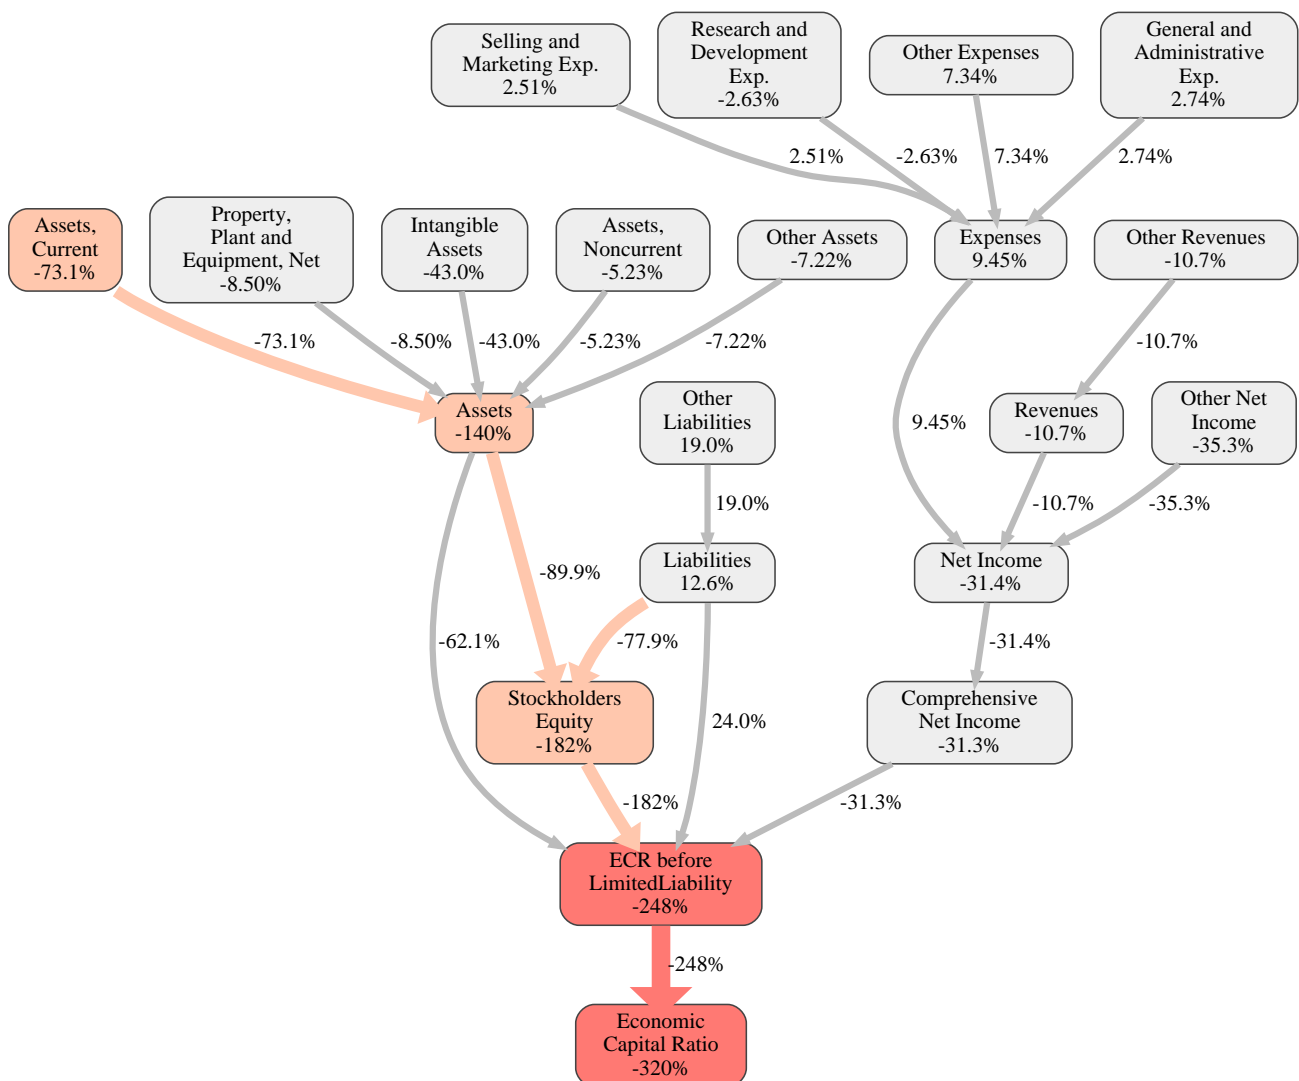 Selling and
Marketing Exp.
2.51%
Research and
Development
Exp.
-2.63%
Other Expenses
7.34%
General and
Administrative
Exp.
2.74%
2.51%
-2.63%
7.34%
2.74%
Assets,
Current
-73.1%
Property,
Plant and
Equipment, Net
-8.50%
Intangible
Assets
-43.0%
Assets,
Noncurrent
-5.23%
Other Assets
-7.22%
Expenses
9.45%
Other Revenues
-10.7%
-73.1%
-8.50%
-43.0%
-5.23%
-7.22%
-10.7%
Assets
-140%
Other
Liabilities
19.0%
9.45%
Revenues
-10.7%
Other Net
Income
-35.3%
19.0%
-10.7%
-35.3%
-89.9%
Liabilities
12.6%
Net Income
-31.4%
-62.1%
-77.9%
-31.4%
Stockholders
Equity
-182%
24.0%
Comprehensive
Net Income
-31.3%
-182%
-31.3%
ECR before
LimitedLiability
-248%
-248%
Economic
Capital Ratio
-320%